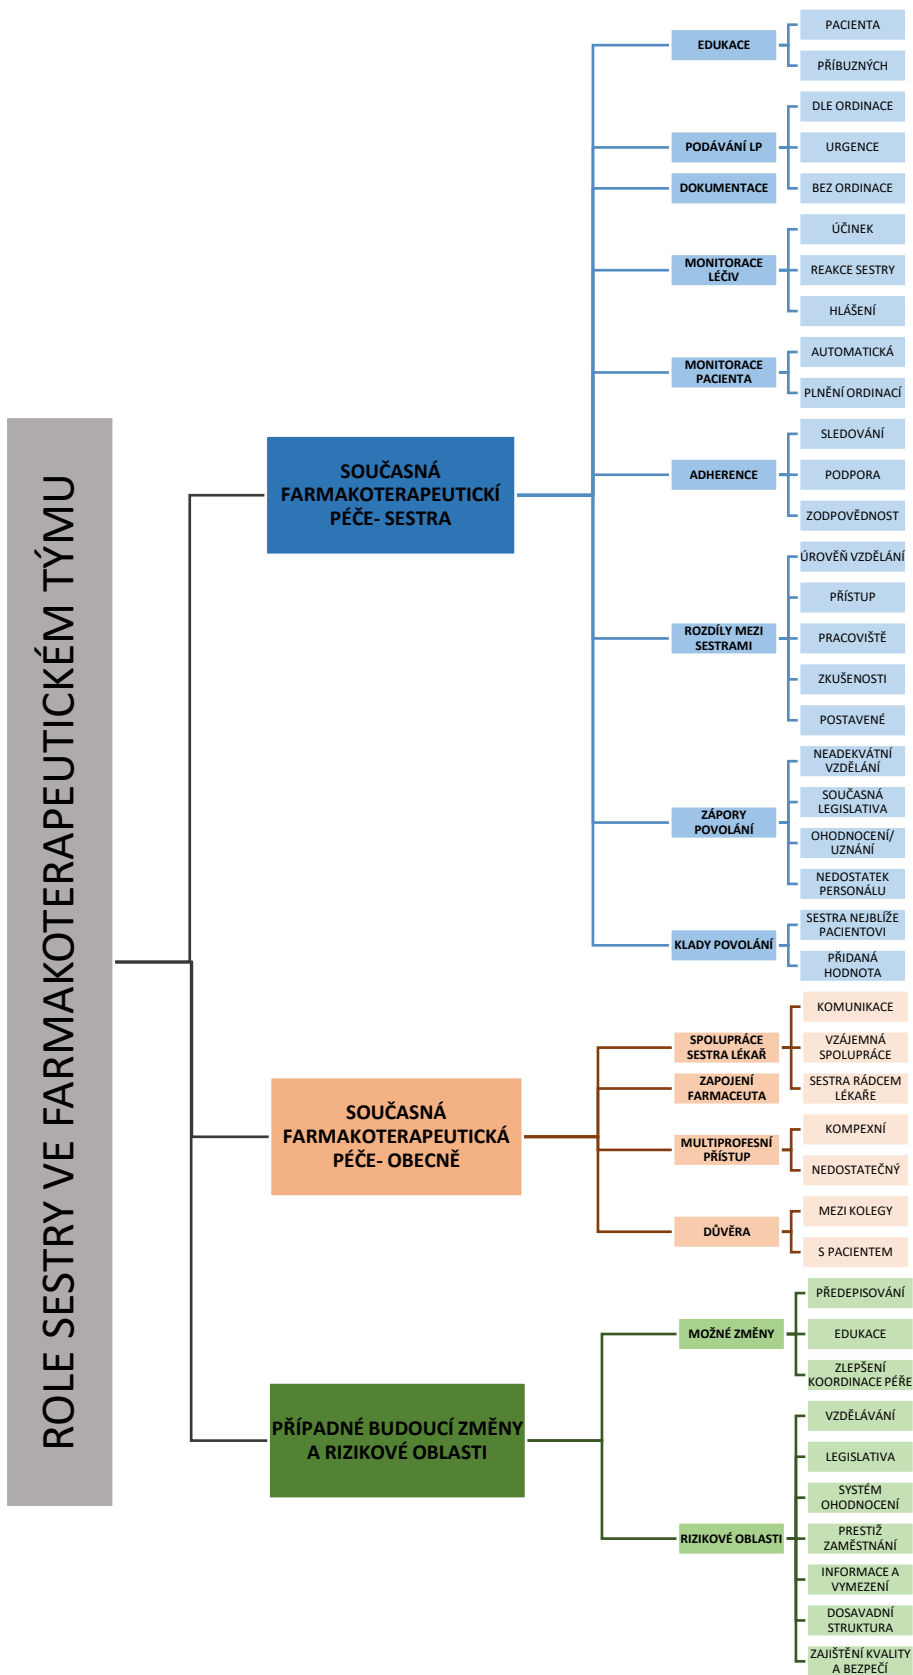 ROLE SESTRY VE FARMAKOTERAPEUTICKÉM TÝMU
SOUČASNÁ
FARMAKOTERAPEUTICKÍ
PÉČE- SESTRA
EDUKACE
PACIENTA
PŘÍBUZNÝCH
PODÁVÁNÍ LP
DLE ORDINACE
URGENCE
BEZ ORDINACE
DOKUMENTACE
MONITORACE
LÉČIV
ÚČINEK
REAKCE SESTRY
HLÁŠENÍ
MONITORACE
PACIENTA
AUTOMATICKÁ
PLNĚNÍ ORDINACÍ
ADHERENCE
SLEDOVÁNÍ
PODPORA
ZODPOVĚDNOST
ROZDÍLY MEZI
SESTRAMI
ÚROVĚŇ VZDĚLÁNÍ
PŘÍSTUP
PRACOVIŠTĚ
ZKUŠENOSTI
POSTAVENÉ
ZÁPORY
POVOLÁNÍ
NEADEKVÁTNÍ
VZDĚLÁNÍ
SOUČASNÁ
LEGISLATIVA
OHODNOCENÍ/
UZNÁNÍ
NEDOSTATEK
PERSONÁLU
KLADY POVOLÁNÍ
SESTRA NEJBLÍŽE
PACIENTOVI
PŘIDANÁ
HODNOTA
SOUČASNÁ
FARMAKOTERAPEUTICKÁ
PÉČE- OBECNĚ
SPOLUPRÁCE
SESTRA LÉKAŘ
KOMUNIKACE
VZÁJEMNÁ
SPOLUPRÁCE
SESTRA RÁDCEM
LÉKAŘE
ZAPOJENÍ
FARMACEUTA
MULTIPROFESNÍ
PŘÍSTUP
KOMPEXNÍ
NEDOSTATEČNÝ
DŮVĚRA
MEZI KOLEGY
S PACIENTEM
PŘÍPADNÉ BUDOUCÍ ZMĚNY
A RIZIKOVÉ OBLASTI
MOŽNÉ ZMĚNY
PŘEDEPISOVÁNÍ
EDUKACE
ZLEPŠENÍ
KOORDINACE PÉŘE
RIZIKOVÉ OBLASTI
VZDĚLÁVÁNÍ
LEGISLATIVA
SYSTÉM
OHODNOCENÍ
PRESTIŽ
ZAMĚSTNÁNÍ
INFORMACE A
VYMEZENÍ
DOSAVADNÍ
STRUKTURA
ZAJIŠTĚNÍ KVALITY
A BEZPEČÍ